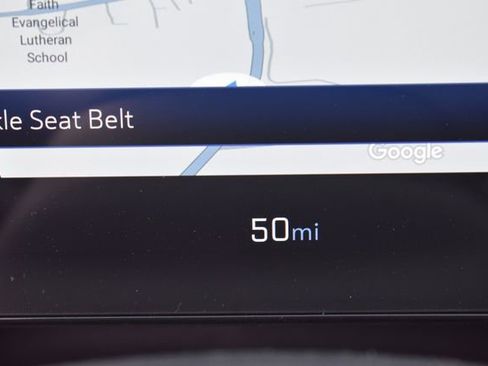 Faith
Evangelical
Lutheran
School
kle Seat Belt
Google
50mi